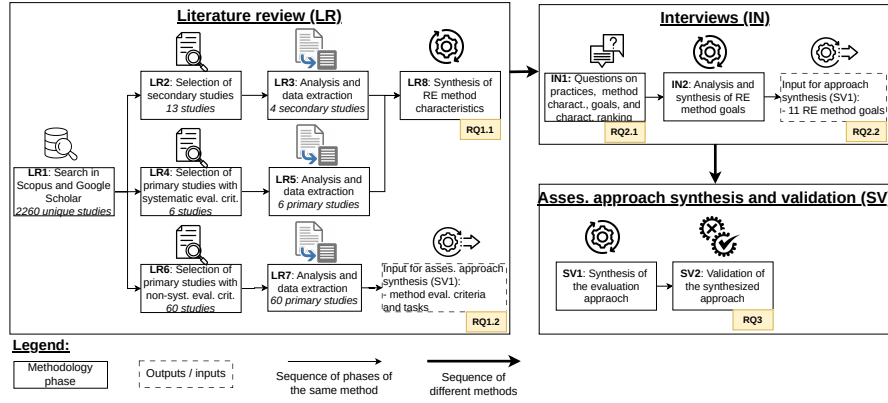 Literature review (LR)
LR1: Search in
Scopus and Google
Scholar
2260 unique studies
LR2: Selection of
secondary studies
13 studies
LR3: Analysis and
data extraction
4 secondary studies
LR8: Synthesis of
RE method
characteristics
RQ1.1
LR4: Selection of
primary studies with
systematic eval. crit.
6 studies
LR5: Analysis and
data extraction
6 primary studies
LR6: Selection of
primary studies with
non-syst. eval. crit.
60 studies
LR7: Analysis and
data extraction
60 primary studies
Input for asses. approach
synthesis (SV1):
- method eval. criteria
and tasks
RQ1.2
Interviews (IN)
IN1: Questions on
practices, method
charact., goals, and
charact. ranking
RQ2.1
IN2: Analysis and
synthesis of RE
method goals
Input for approach
synthesis (SV1):
- 11 RE method goals
RQ2.2
Asses. approach synthesis and validation (SV
SV1: Synthesis of
the evaluation
appraoch
SV2: Validation of
the synthesized
approach
RQ3
Legend:
Methodology
phase
Outputs / inputs
Sequence of phases of
the same method
Sequence of
different methods